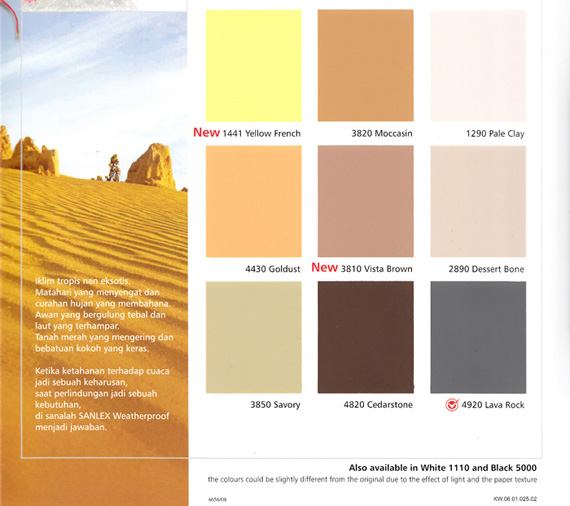 New 1441 Yellow French
3820 Moccasin
1290 Pale Clay
4430 Goldust
New 3810 Vista Brown
2890 Dessert Bone
3850 Savory
4820 Cedarstone
4920 Lava Rock
Iklim tropis nan eksotis.
Matahari yang menyengat dan
curahan hujan yang membahana.
Awan yang bergulung tebal dan
laut yang terhampar.
Tanah merah yang mengering dan
bebatuan kokoh yang keras.
Ketika ketahanan terhadap cuaca
jadi sebuah keharusan,
saat perlindungan jadi sebuah
kebutuhan,
di sanalah SANLEX Weatherproof
menjadi jawaban.
Also available in White 1110 and Black 5000
the colours could be slightly different from the original due to the effect of light and the paper texture
KW.06.01.025.02